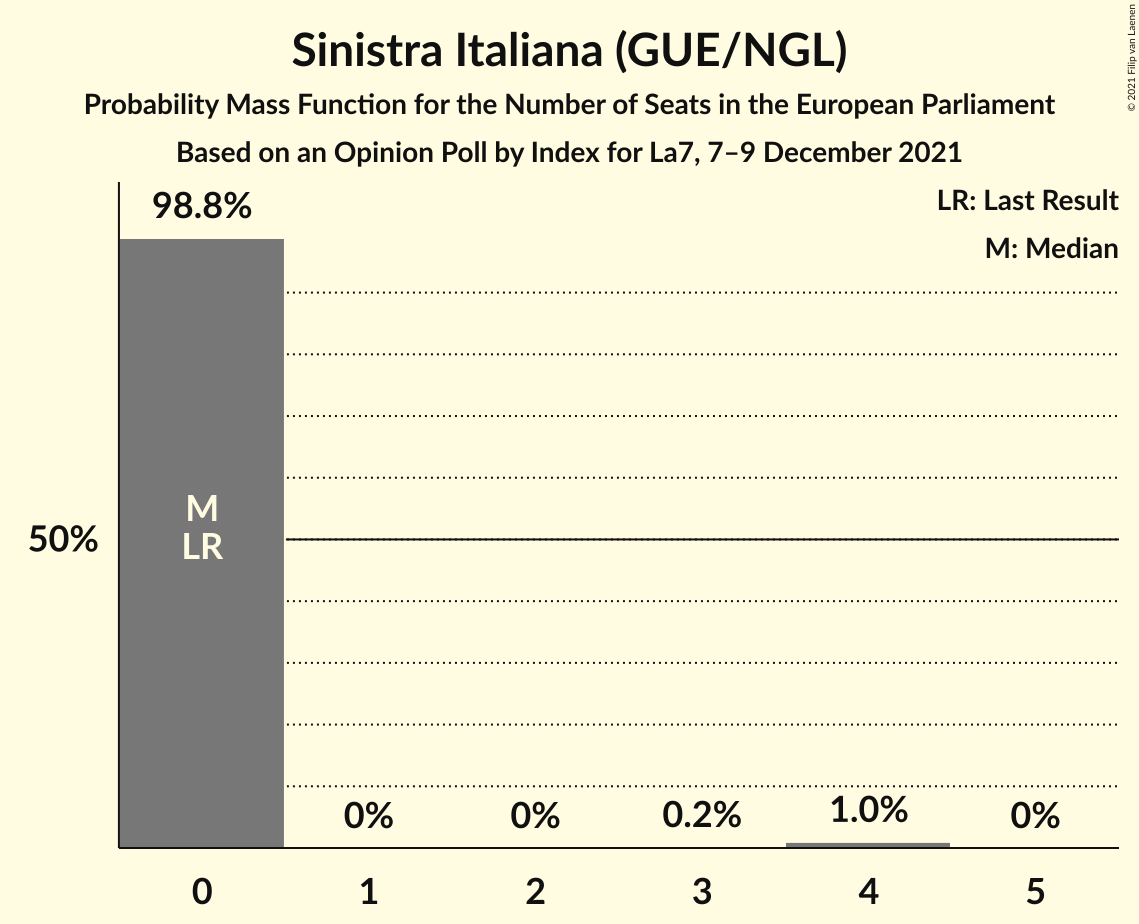 Sinistra Italiana (GUE/NGL)
Probability Mass Function for the Number of Seats in the European Parliament
Based on an Opinion Poll by Index for La7, 7–9 December 2021
© 2021 Filip van Laenen
LR: Last Result
M: Median
98.8%
M
LR
50%
0%
0%
0.2%
1.0%
0%
0
1
2
3
4
5